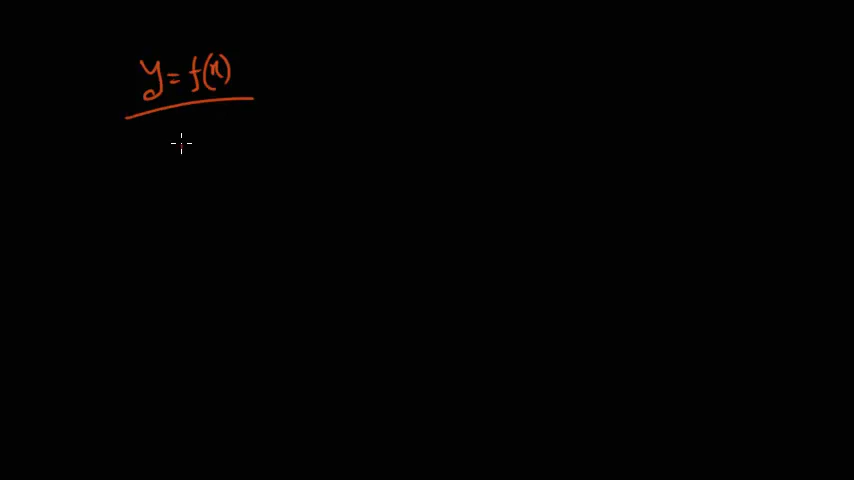 y = f(x)